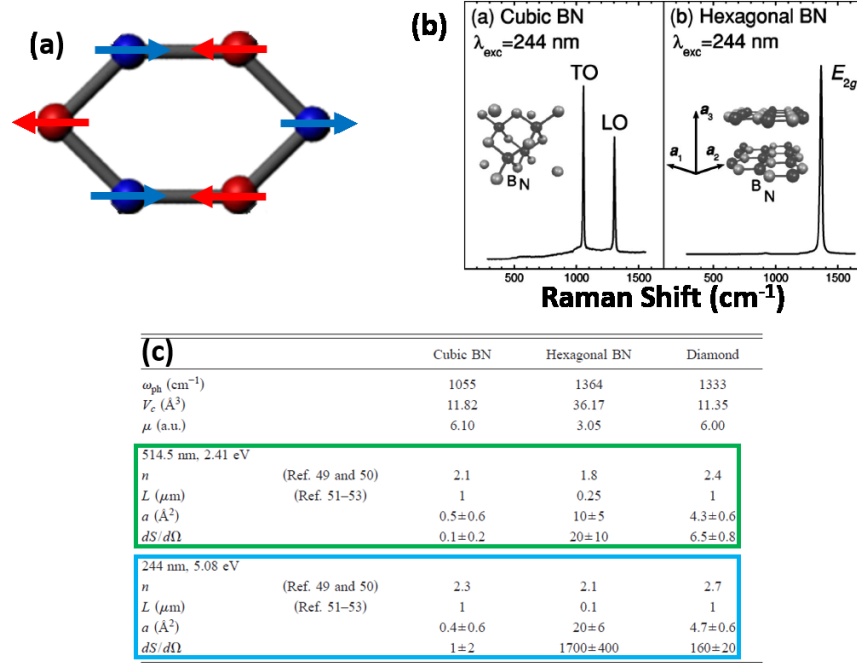 (a)
(b)
(a) Cubic BN
λexc=244 nm
TO
LO
B N
500 1000 1500
(b) Hexagonal BN
λexc=244 nm
E2g
a3
a1 a2
B N
500 1000 1500
Raman Shift (cm⁻¹)
(c)
Cubic BN Hexagonal BN Diamond
ωph (cm⁻¹) 1055 1364 1333
Vc (Å³) 11.82 36.17 11.35
μ (a.u.) 6.10 3.05 6.00
514.5 nm, 2.41 eV
n (Ref. 49 and 50) 2.1 1.8 2.4
L (μm) (Ref. 51–53) 1 0.25 1
a (Å²) 0.5±0.6 10±5 4.3±0.6
dS/dΩ 0.1±0.2 20±10 6.5±0.8
244 nm, 5.08 eV
n (Ref. 49 and 50) 2.3 2.1 2.7
L (μm) (Ref. 51–53) 1 0.1 1
a (Å²) 0.4±0.6 20±6 4.7±0.6
dS/dΩ 1±2 1700±400 160±20